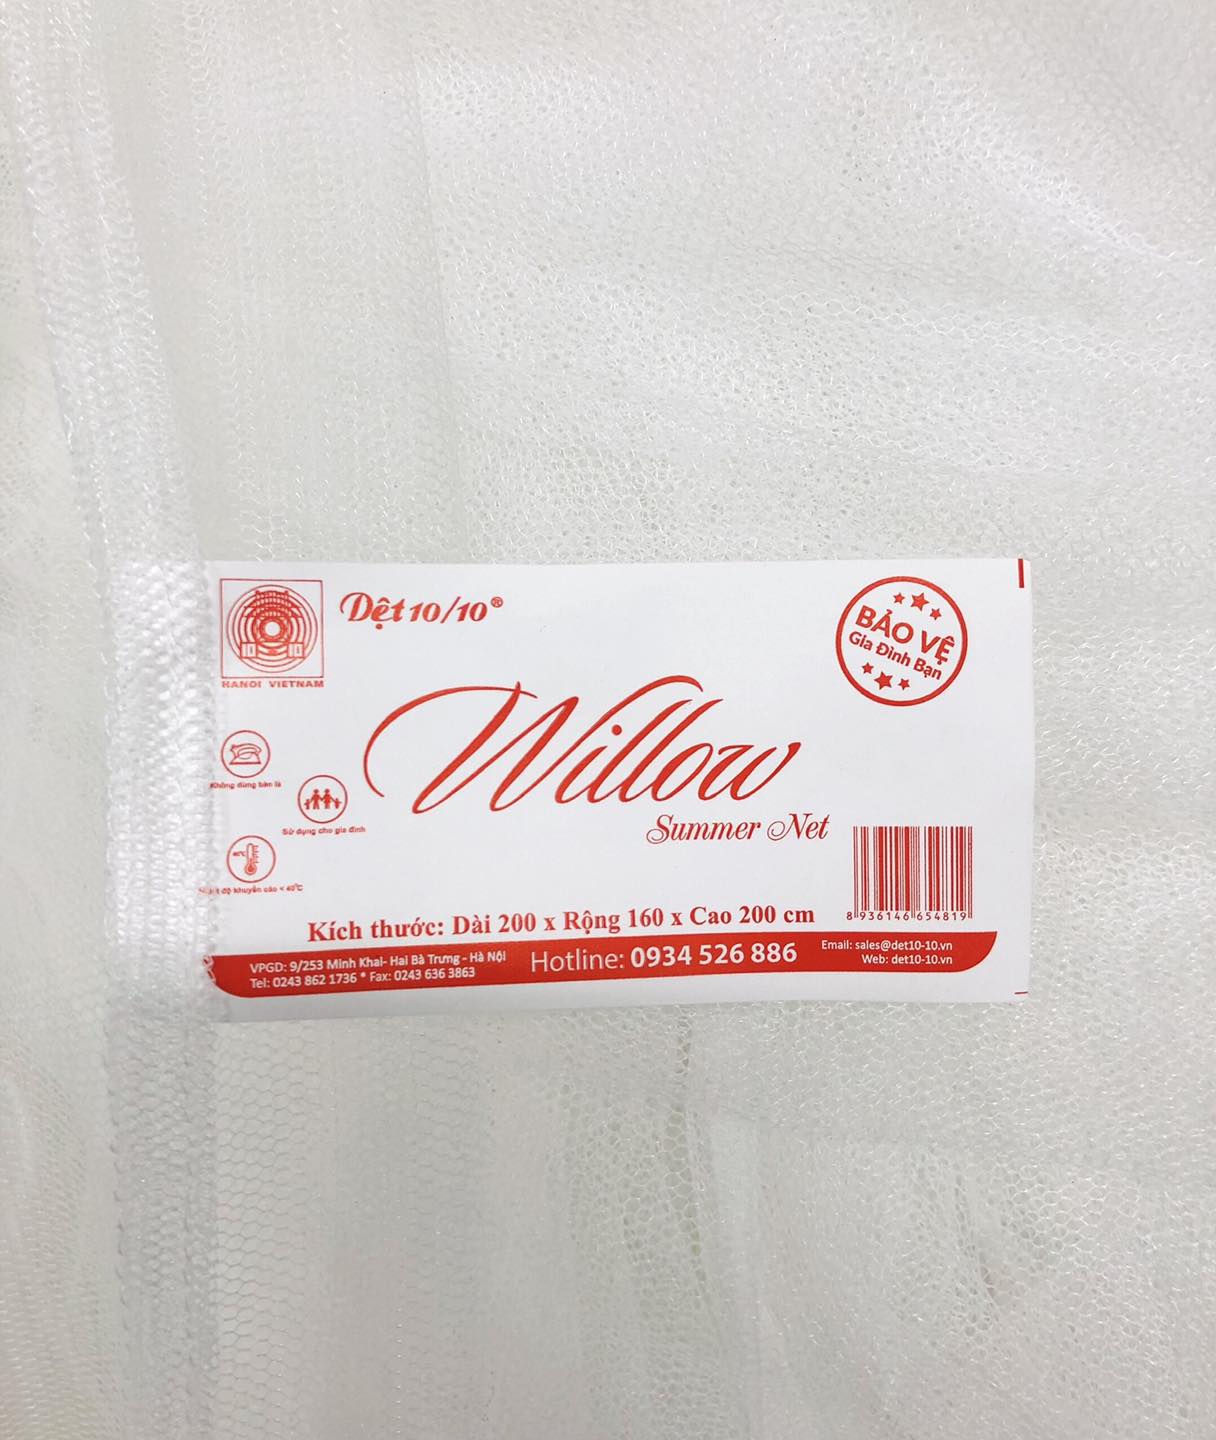 Dệt 10/10®
HANOI VIETNAM
BẢO VỆ
Gia Đình Bạn
Willow
Summer Net
Không dùng bàn là
Sử dụng cho gia đình
40°C
độ khuyến cáo < 40°C
Kích thước: Dài 200 x Rộng 160 x Cao 200 cm
8 936146 654819
VPGD: 9/253 Minh Khai- Hai Bà Trưng - Hà Nội
Tel: 0243 862 1736 * Fax: 0243 636 3863
Hotline: 0934 526 886
Email: sales@det10-10.vn
Web: det10-10.vn